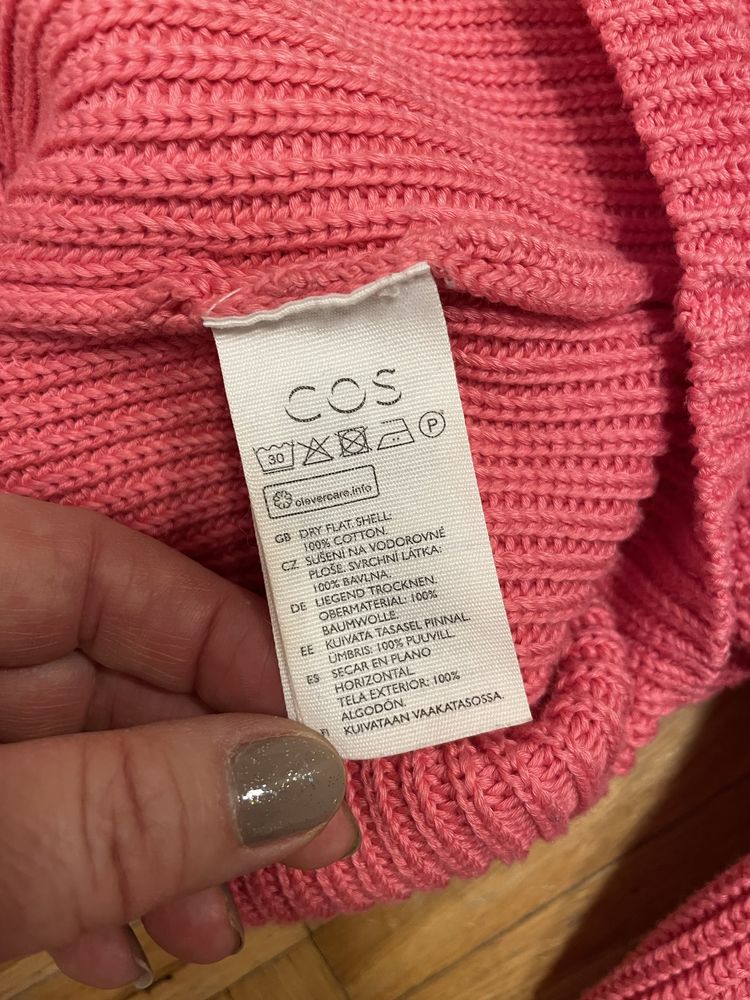 COS
30 P
clevercare.info
GB DRY FLAT. SHELL:
100% COTTON.
CZ SUŠENÍ NA VODOROVNÉ
PLOŠE. SVRCHNÍ LÁTKA:
100% BAVLNA.
DE LIEGEND TROCKNEN.
OBERMATERIAL: 100%
BAUMWOLLE.
EE KUIVATA TASASEL PINNAL.
ÜMBRIS: 100% PUUVILL.
ES SECAR EN PLANO
HORIZONTAL
TELA EXTERIOR: 100%
ALGODÓN.
KUIVATAAN VAAKATASOSSA.